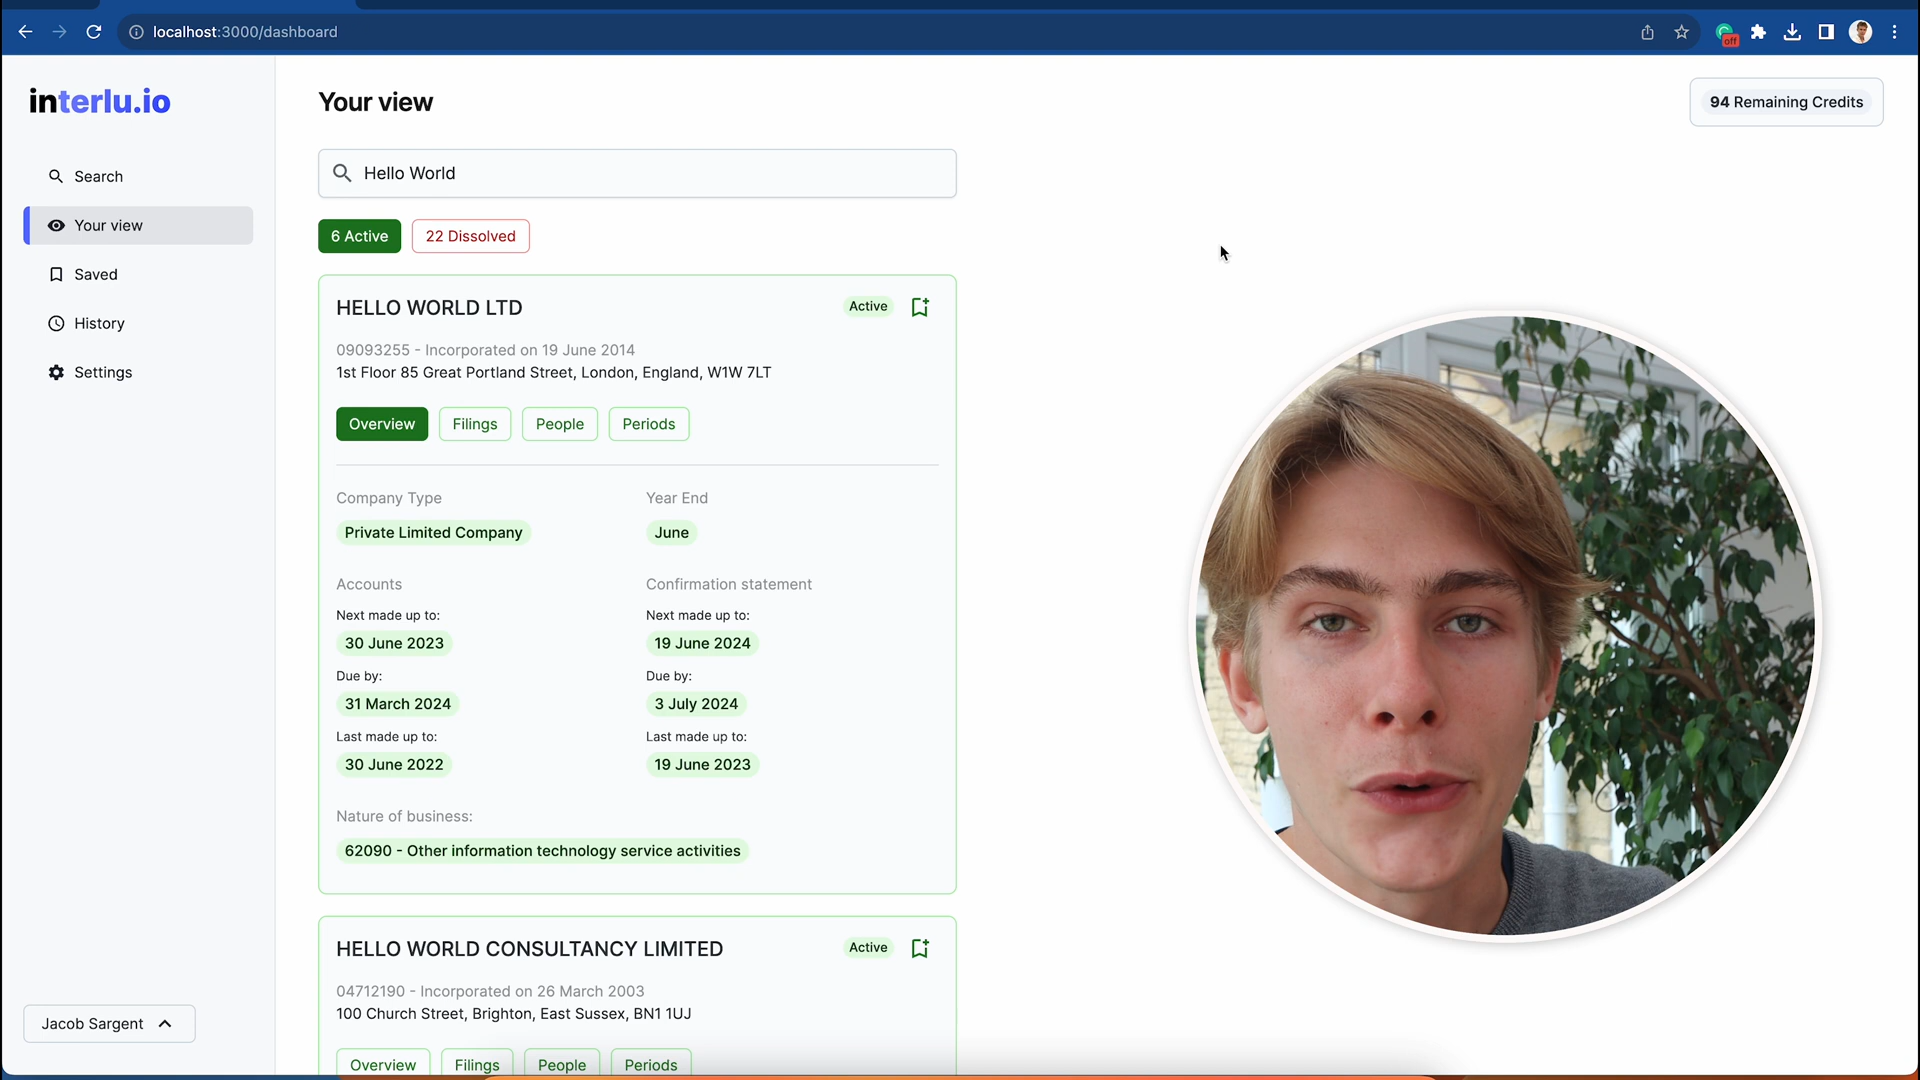 localhost:3000/dashboard
off
interlu.io
Search
Your view
Saved
History
Settings
Jacob Sargent
Your view
94 Remaining Credits
Hello World
6 Active
22 Dissolved
HELLO WORLD LTD
Active
09093255 - Incorporated on 19 June 2014
1st Floor 85 Great Portland Street, London, England, W1W 7LT
Overview
Filings
People
Periods
Company Type
Private Limited Company
Year End
June
Accounts
Next made up to:
30 June 2023
Due by:
31 March 2024
Last made up to:
30 June 2022
Confirmation statement
Next made up to:
19 June 2024
Due by:
3 July 2024
Last made up to:
19 June 2023
Nature of business:
62090 - Other information technology service activities
HELLO WORLD CONSULTANCY LIMITED
Active
04712190 - Incorporated on 26 March 2003
100 Church Street, Brighton, East Sussex, BN1 1UJ
Overview
Filings
People
Periods